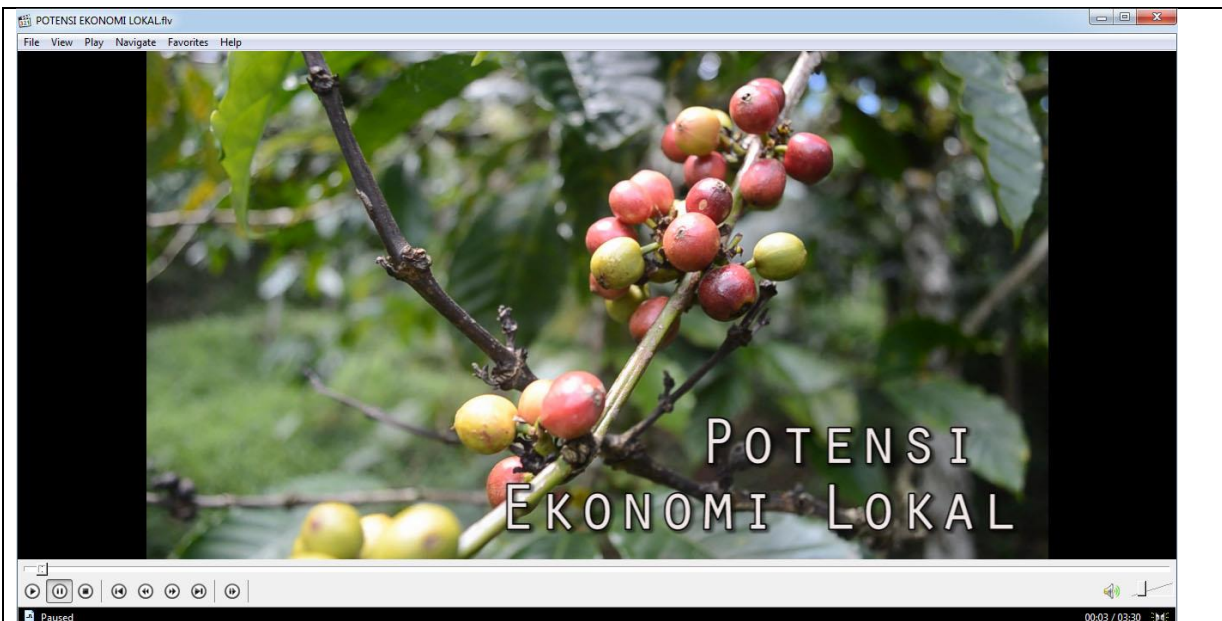 POTENSI EKONOMI LOKAL.flv
File View Play Navigate Favorites Help
POTENSI
EKONOMI LOKAL
Paused
00:03 / 03:30